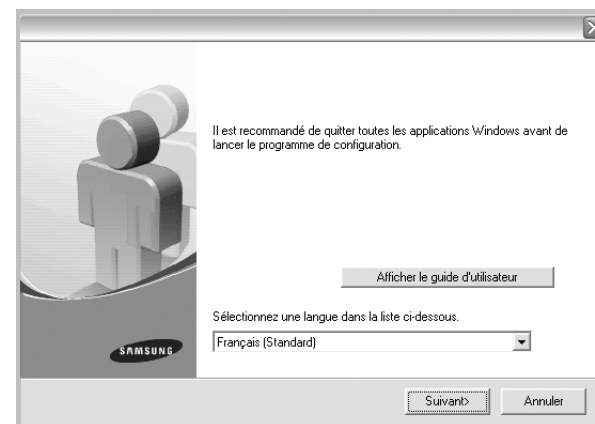 Il est recommandé de quitter toutes les applications Windows avant de
lancer le programme de configuration.
Afficher le guide d'utilisateur
Sélectionnez une langue dans la liste ci-dessous.
Français (Standard)
SAMSUNG
Suivant>
Annuler